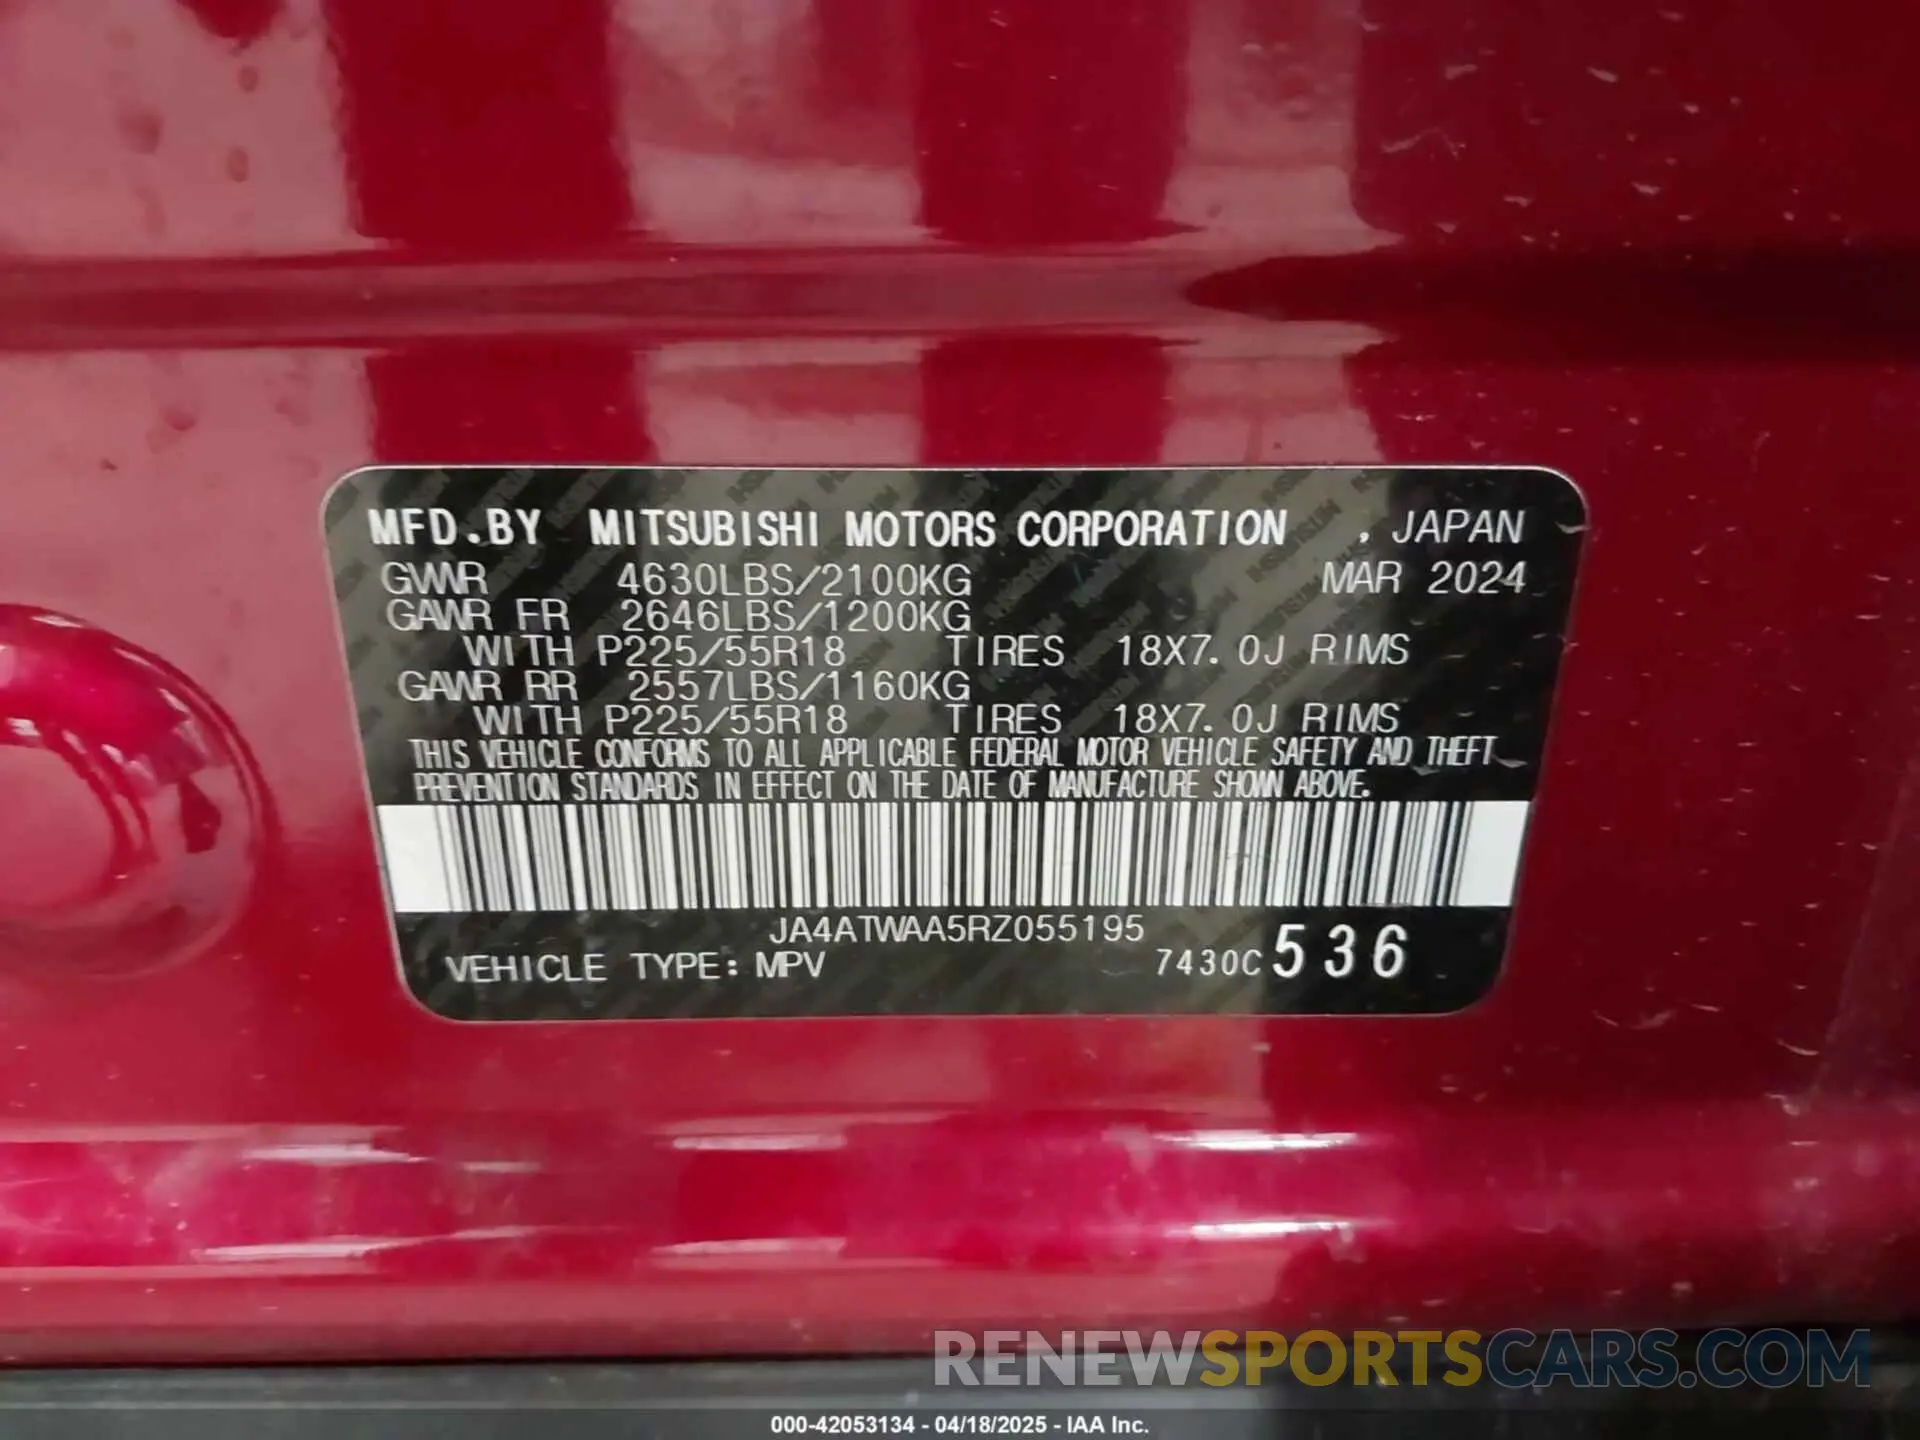 MFD.BY MITSUBISHI MOTORS CORPORATION , JAPAN
GVWR 4630LBS/2100KG MAR 2024
GAWR FR 2646LBS/1200KG
WITH P225/55R18 TIRES 18X7.0J RIMS
GAWR RR 2557LBS/1160KG
WITH P225/55R18 TIRES 18X7.0J RIMS
THIS VEHICLE CONFORMS TO ALL APPLICABLE FEDERAL MOTOR VEHICLE SAFETY AND THEFT
PREVENTION STANDARDS IN EFFECT ON THE DATE OF MANUFACTURE SHOWN ABOVE.
JA4ATWAA5RZ055195
VEHICLE TYPE: MPV 7430C 536
RENEWSPORTSCARS.COM
000-42053134 - 04/18/2025 - IAA Inc.